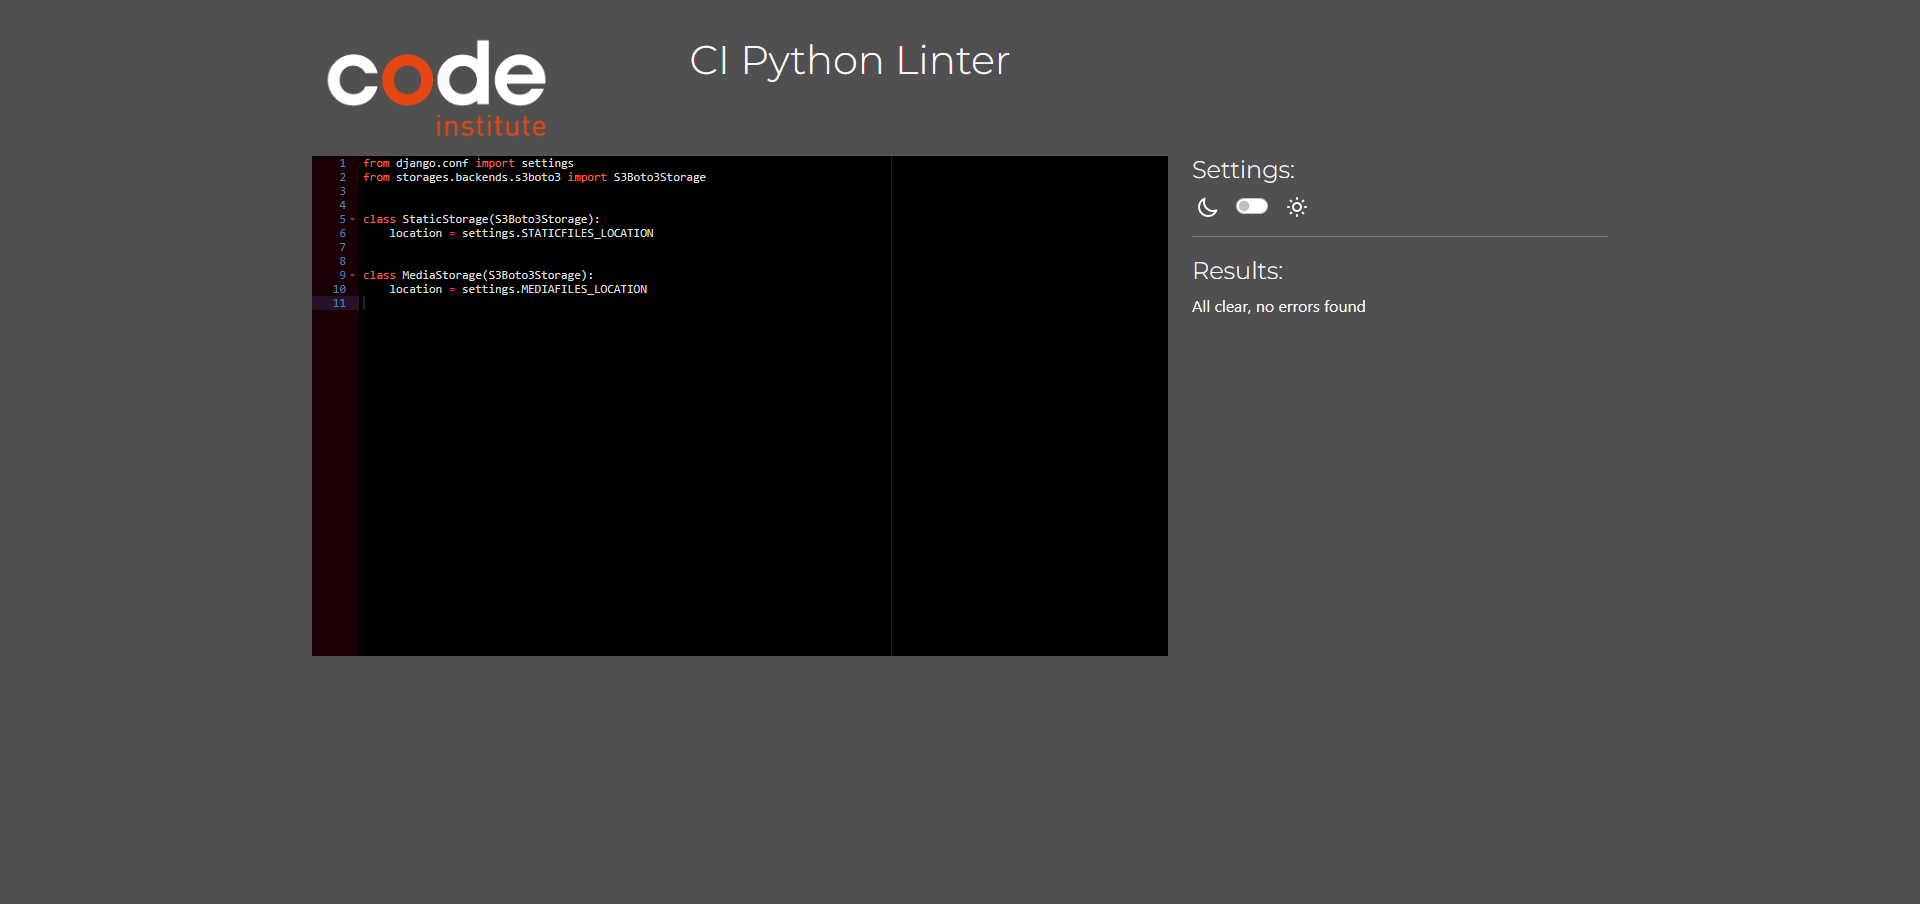 code
institute
CI Python Linter
1 from django.conf import settings
2 from storages.backends.s3boto3 import S3Boto3Storage
3
4
5 class StaticStorage(S3Boto3Storage):
6     location = settings.STATICFILES_LOCATION
7
8
9 class MediaStorage(S3Boto3Storage):
10     location = settings.MEDIAFILES_LOCATION
11
Settings:
Results:
All clear, no errors found